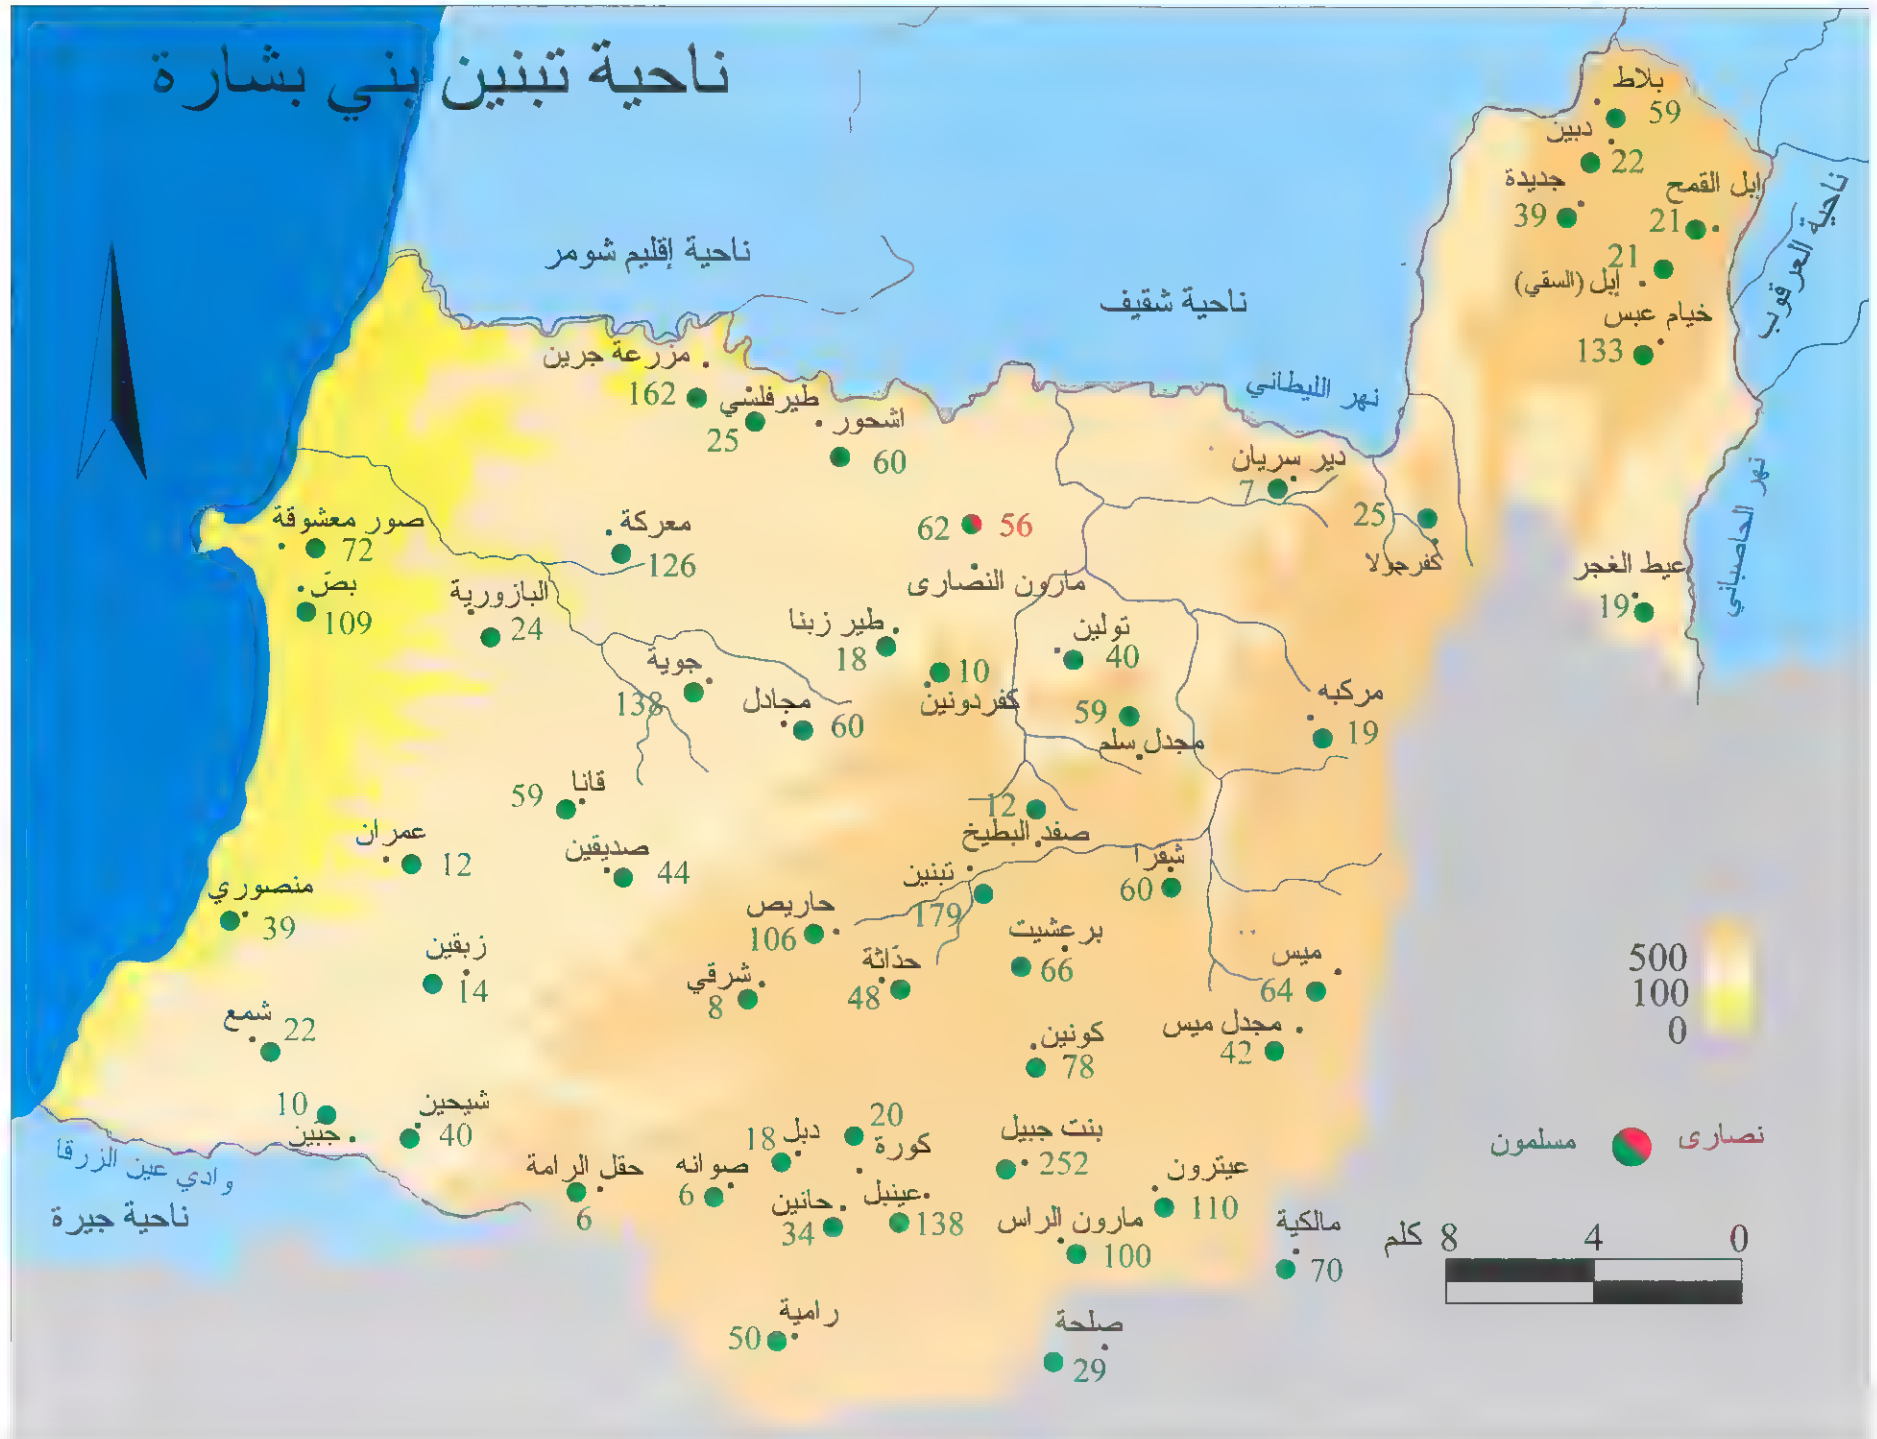 ناحية تبنين بني بشارة
ناحية إقليم شومر
ناحية شقيف
ناحية العرقوب
نهر الليطاني
نهر الحاصباني
بلاط
59
دبين
22
جديدة
39
إبل القمح
21
21
إبل (السقي)
خيام عبس
133
مزرعة جرين
162
طيرفلشي
25
اشحور
60
دير سريان
7
25
كفرجولا
صور معشوقة
72
معركة
126
62
56
مارون النصارى
عيط الغجر
19
بصّ
109
البازورية
24
طير زبنا
18
10
كفردونين
تولين
40
جوية
138
مجادل
60
59
مجدل سلم
مركبه
19
قانا
59
12
صفد البطيخ
عمران
12
صديقين
44
تبنين
179
شقرا
60
منصوري
39
حاريص
106
برعشيت
66
زبقين
14
شرقي
8
حدّاثة
48
ميس
64
شمع
22
كونين
78
مجدل ميس
42
500
100
0
10
جبّين
شيحين
40
دبل
18
20
كورة
بنت جبيل
252
نصارى
مسلمون
وادي عين الزرقا
ناحية جيرة
حقل الرامة
6
صوانه
6
حانين
34
عينبل
138
مارون الراس
100
عيترون
110
مالكية
70
0
4
8 كلم
رامية
50
صلحة
29